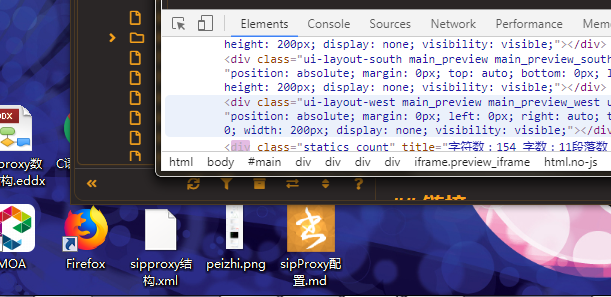 Elements Console Sources Network Performance Memo
height: 200px; display: none; visibility: visible;"></div>
<div class="ui-layout-south main_preview main_preview_south
"position: absolute; margin: 0px; top: auto; bottom: 0px; l
height: 200px; display: none; visibility: visible;"></div>
<div class="ui-layout-west main_preview main_preview_west u
"position: absolute; margin: 0px; left: 0px; right: auto; t
0; width: 200px; display: none; visibility: visible;"></div
<div class="statics_count" title="字符数：154 字数：11段落数
html body #main div div div div iframe.preview_iframe html.no-js
DDX
proxy数
构.eddx
C语
MOA
Firefox
sipproxy结
构.xml
peizhi.png
sipProxy配
置.md